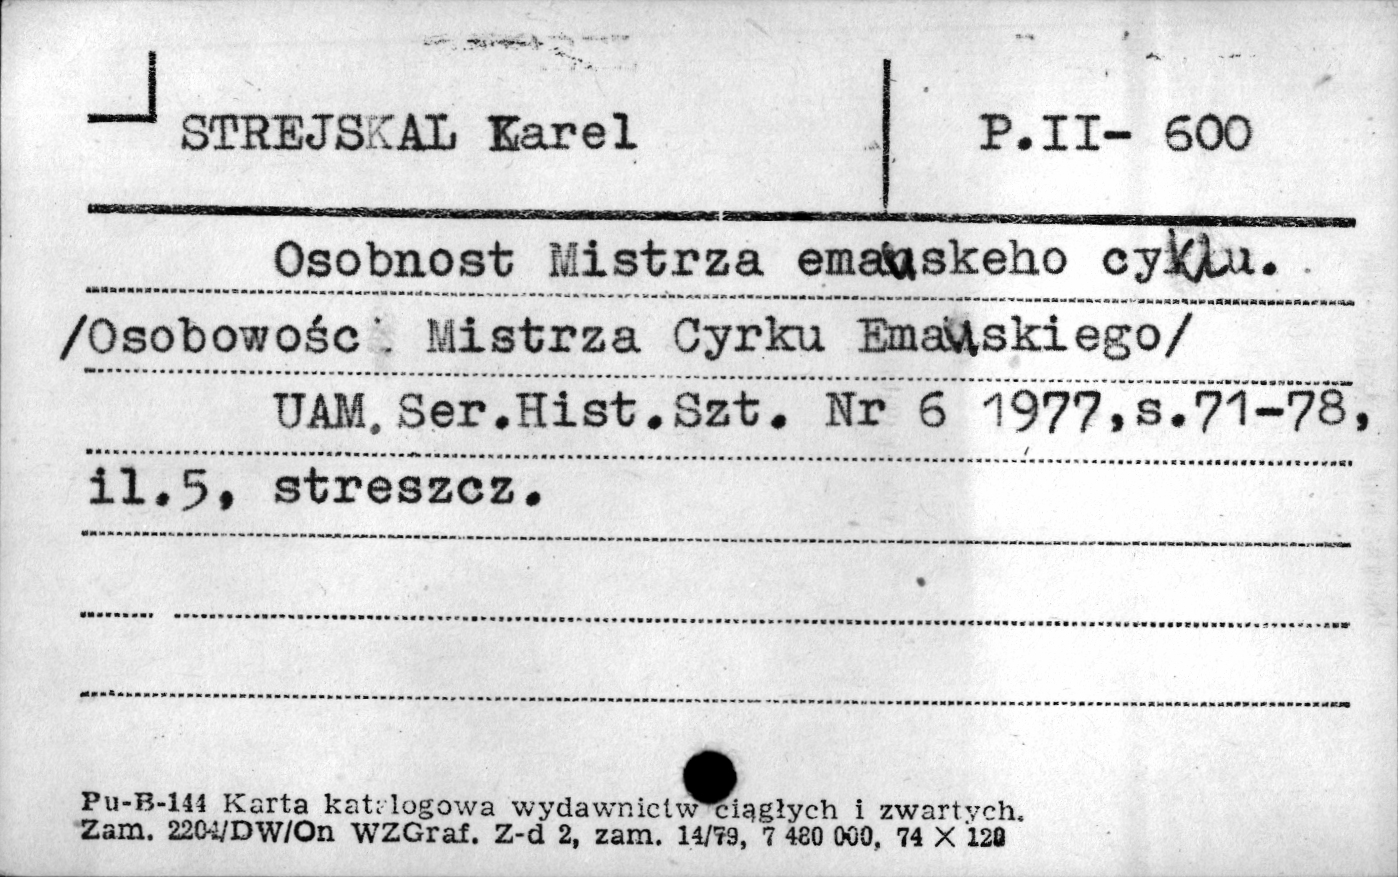 STREJSKAL Karel
P.II- 600
Osobnost Mistrza emauskeho cyklu.
/Osobowość Mistrza Cyrku Emauskiego/
UAM. Ser.Hist.Szt. Nr 6 1977,s.71-78,
il.5, streszcz.
Pu-B-144 Karta katalogowa wydawnictw ciągłych i zwartych.
Zam. 2204/DW/On WZGraf. Z-d 2, zam. 14/79, 7 480 000, 74 X 120